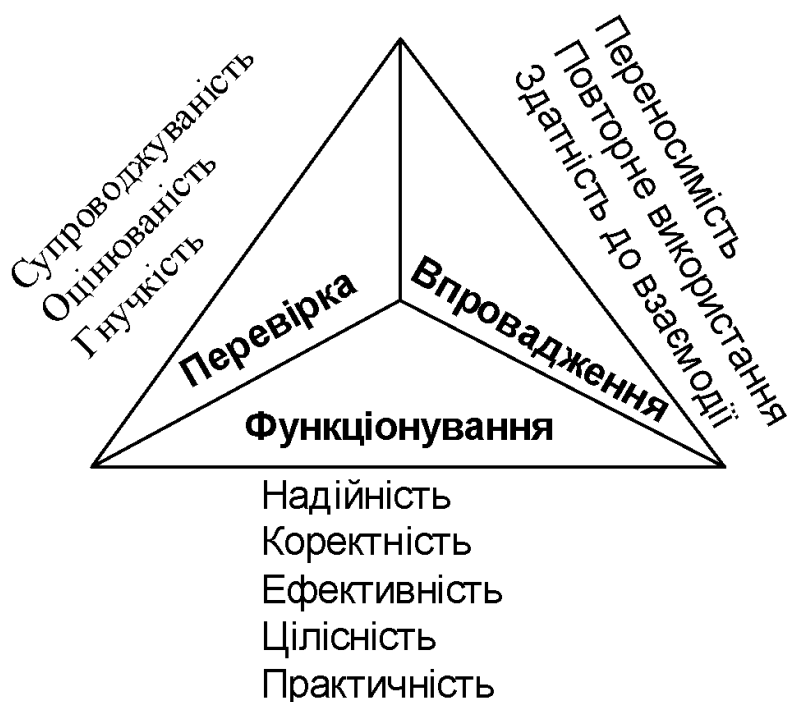 Супроводжуваність
Оцінюваність
Гнучкість
Переносимість
Повторне використання
Здатність до взаємодії
Перевірка
Впровадження
Функціонування
Надійність
Коректність
Ефективність
Цілісність
Практичність